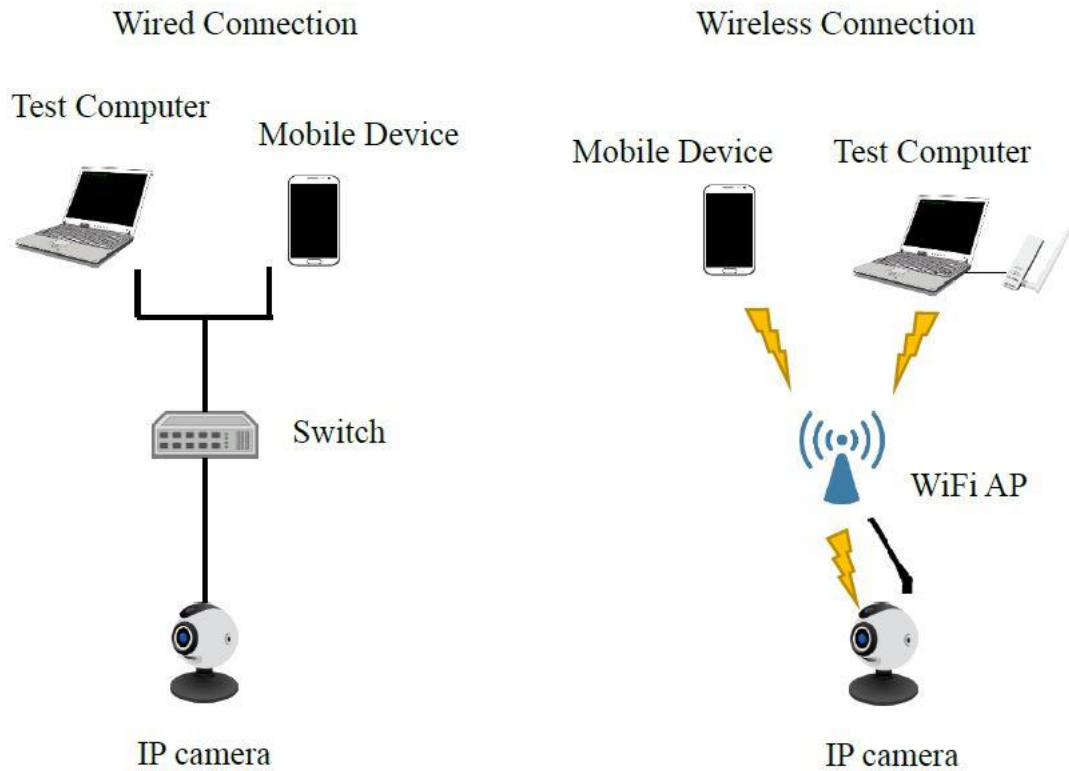 Wired Connection
Test Computer
Mobile Device
Switch
IP camera
Wireless Connection
Mobile Device
Test Computer
WiFi AP
IP camera